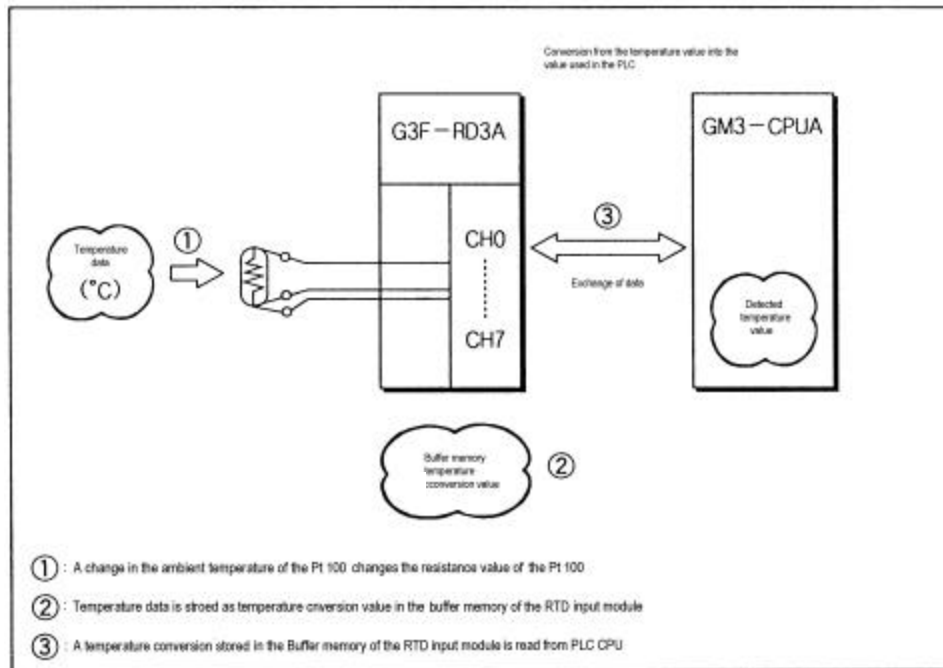 Conversion from the temperature value into the
value used in the PLC
G3F-RD3A
GM3-CPUA
Temperature
data
(°C)
①
CH0
CH7
③
Exchange of data
Detected
temperature
value
Buffer memory
temperature
conversion value
②
① : A change in the ambient temperature of the Pt 100 changes the resistance value of the Pt 100
② : Temperature data is stroed as temperature cnversion value in the buffer memory of the RTD input module
③ : A temperature conversion stored in the Buffer memory of the RTD input module is read from PLC CPU